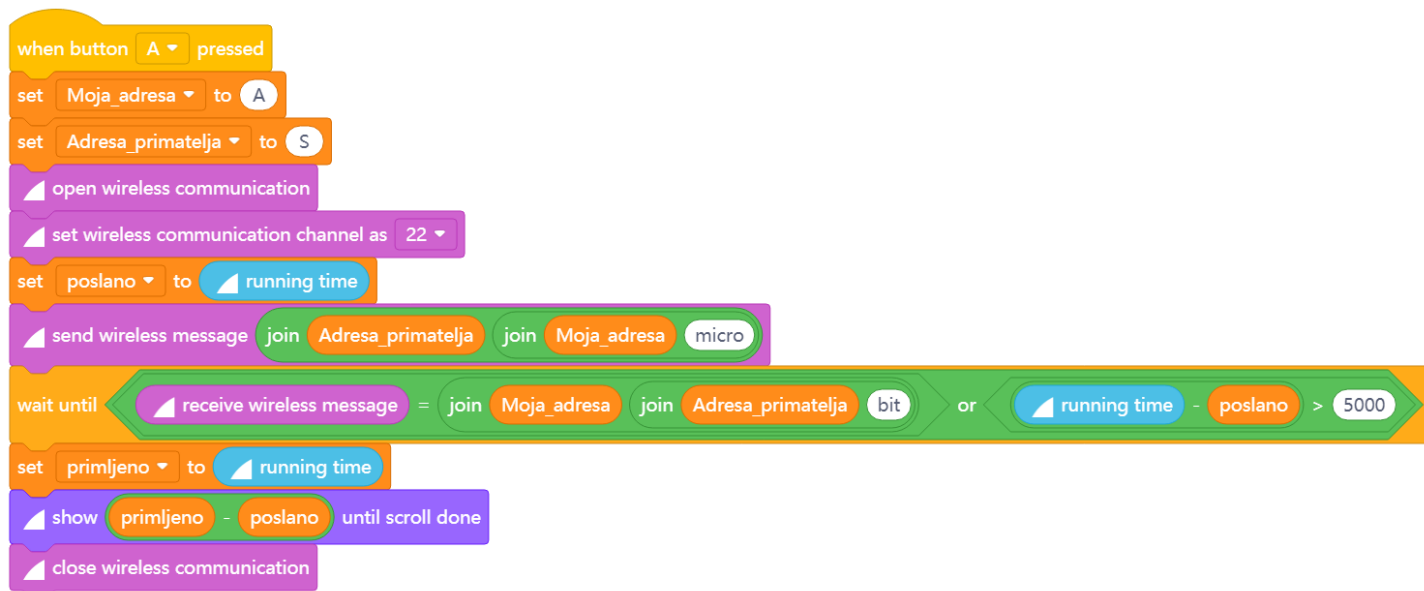 when button A pressed
set Moja_adresa to A
set Adresa_primatelja to S
open wireless communication
set wireless communication channel as 22
set poslano to running time
send wireless message join Adresa_primatelja join Moja_adresa micro
wait until receive wireless message = join Moja_adresa join Adresa_primatelja bit or running time - poslano > 5000
set primljeno to running time
show primljeno - poslano until scroll done
close wireless communication